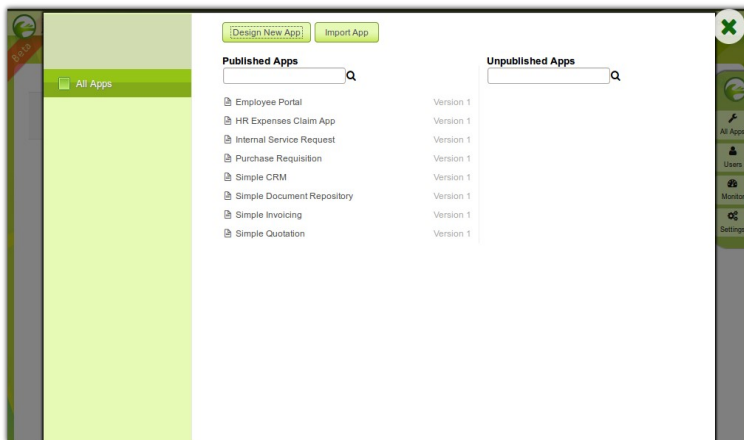 Design New App Import App
Beta
Published Apps Unpublished Apps
All Apps
Employee Portal Version 1
HR Expenses Claim App Version 1
Internal Service Request Version 1
Purchase Requisition Version 1
Simple CRM Version 1
Simple Document Repository Version 1
Simple Invoicing Version 1
Simple Quotation Version 1
All Apps
Users
Monitor
Settings